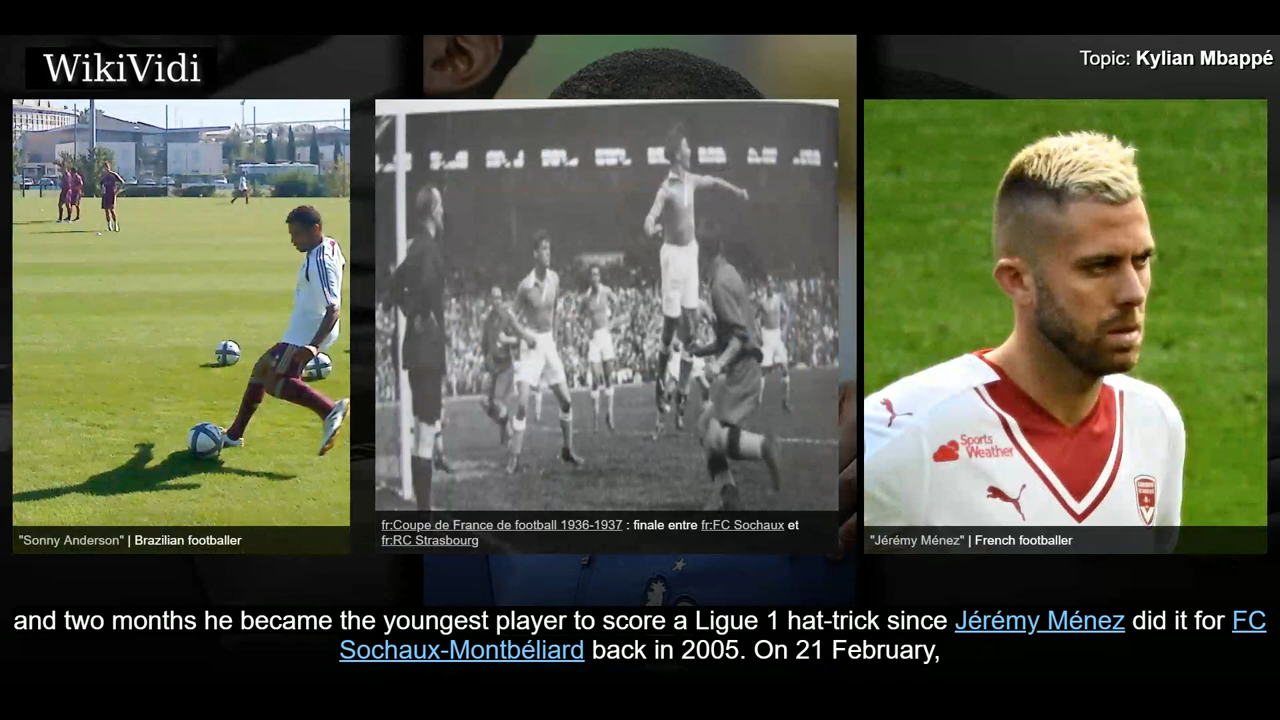 WikiVidi
Topic: Kylian Mbappé
Sports
Weather
"Sonny Anderson" | Brazilian footballer
fr:Coupe de France de football 1936-1937 : finale entre fr:FC Sochaux et
fr:RC Strasbourg
"Jérémy Ménez" | French footballer
and two months he became the youngest player to score a Ligue 1 hat-trick since Jérémy Ménez did it for FC
Sochaux-Montbéliard back in 2005. On 21 February,